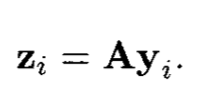 𝐳ᵢ = 𝐀𝐲ᵢ.